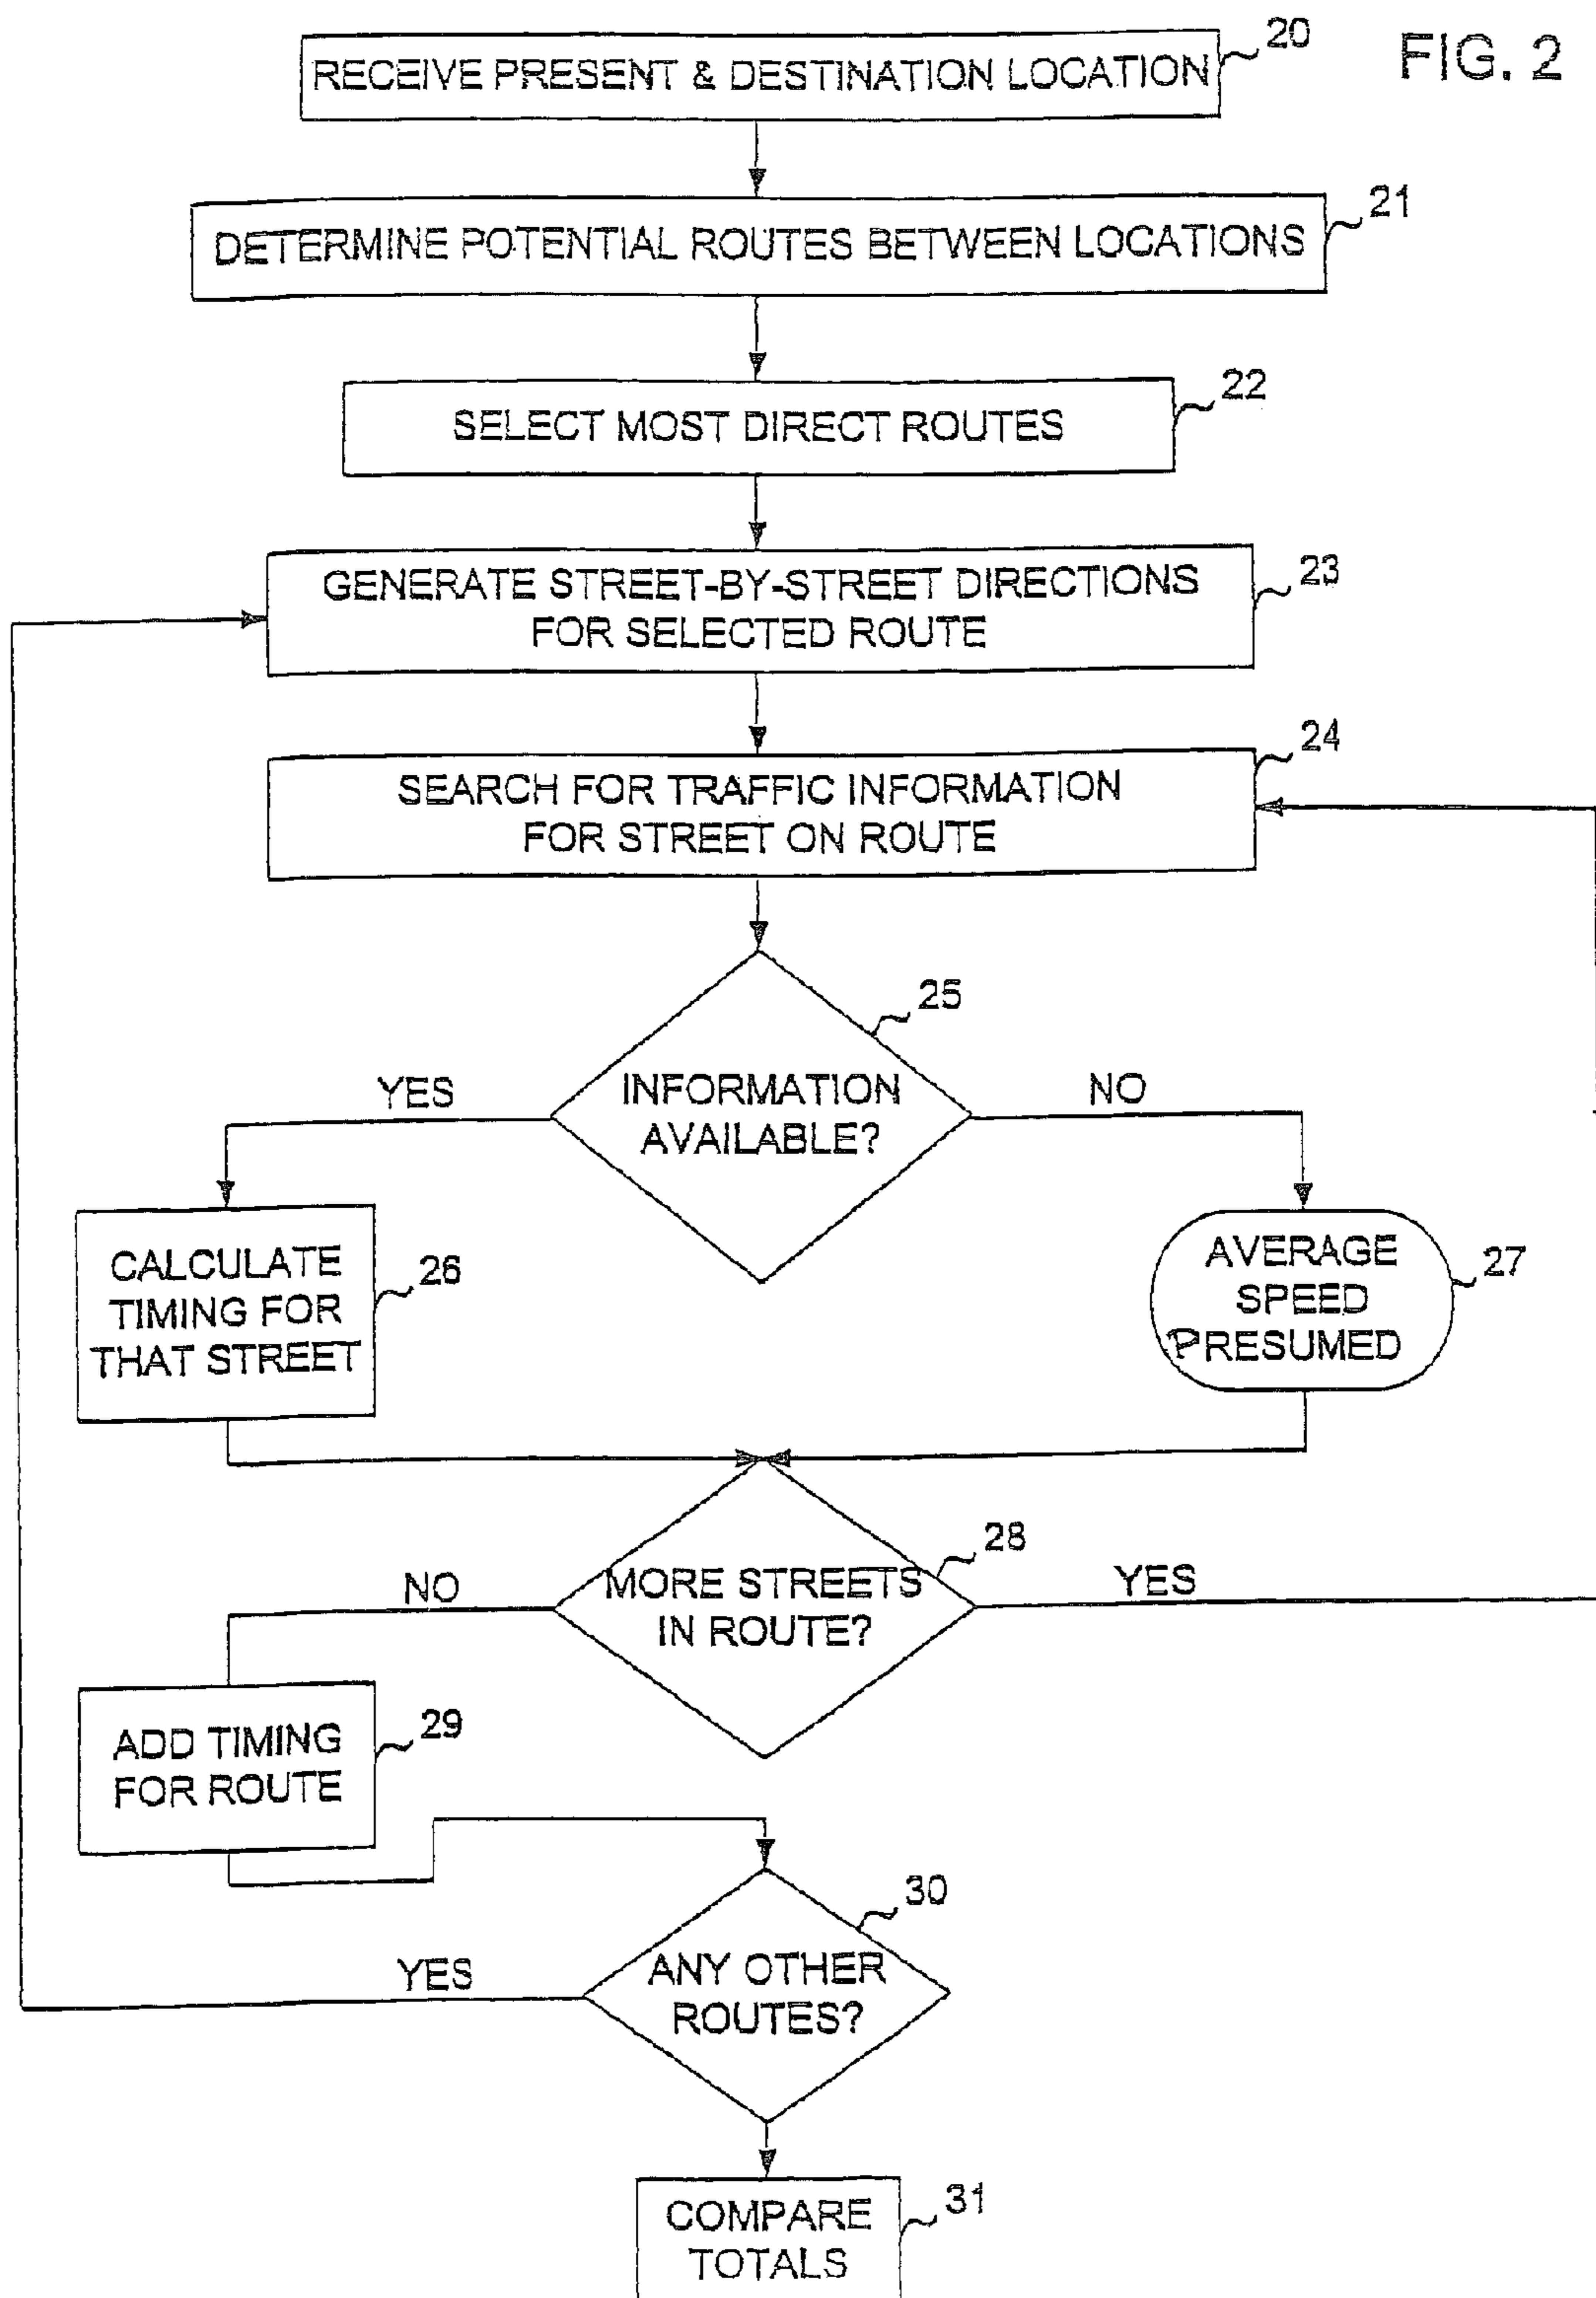 20
FIG. 2
RECEIVE PRESENT & DESTINATION LOCATION
21
DETERMINE POTENTIAL ROUTES BETWEEN LOCATIONS
22
SELECT MOST DIRECT ROUTES
23
GENERATE STREET-BY-STREET DIRECTIONS
FOR SELECTED ROUTE
24
SEARCH FOR TRAFFIC INFORMATION
FOR STREET ON ROUTE
25
YES
INFORMATION
AVAILABLE?
NO
CALCULATE
TIMING FOR
THAT STREET
26
AVERAGE
SPEED
PRESUMED
27
28
NO
MORE STREETS
IN ROUTE?
YES
ADD TIMING
FOR ROUTE
29
30
YES
ANY OTHER
ROUTES?
31
COMPARE
TOTALS